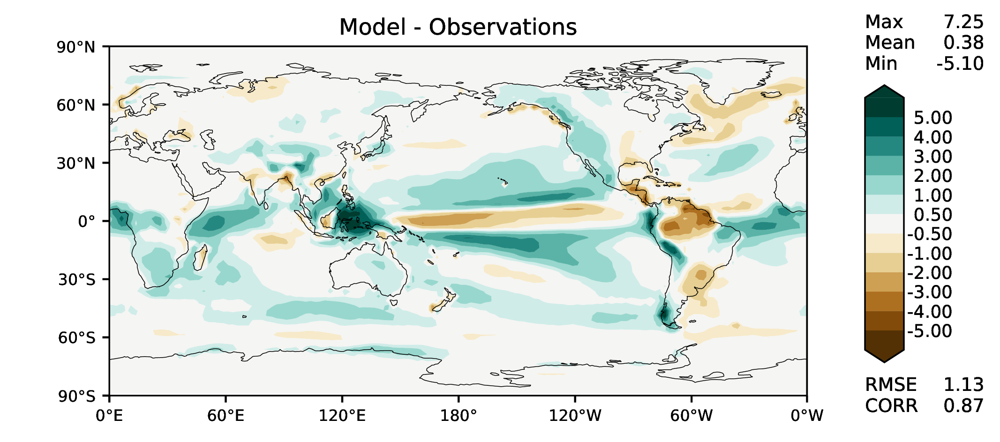 Model - Observations
Max 7.25
Mean 0.38
Min -5.10
90°N
60°N
30°N
0°
30°S
60°S
90°S
0°E 60°E 120°E 180° 120°W 60°W 0°W
5.00
4.00
3.00
2.00
1.00
0.50
-0.50
-1.00
-2.00
-3.00
-4.00
-5.00
RMSE 1.13
CORR 0.87